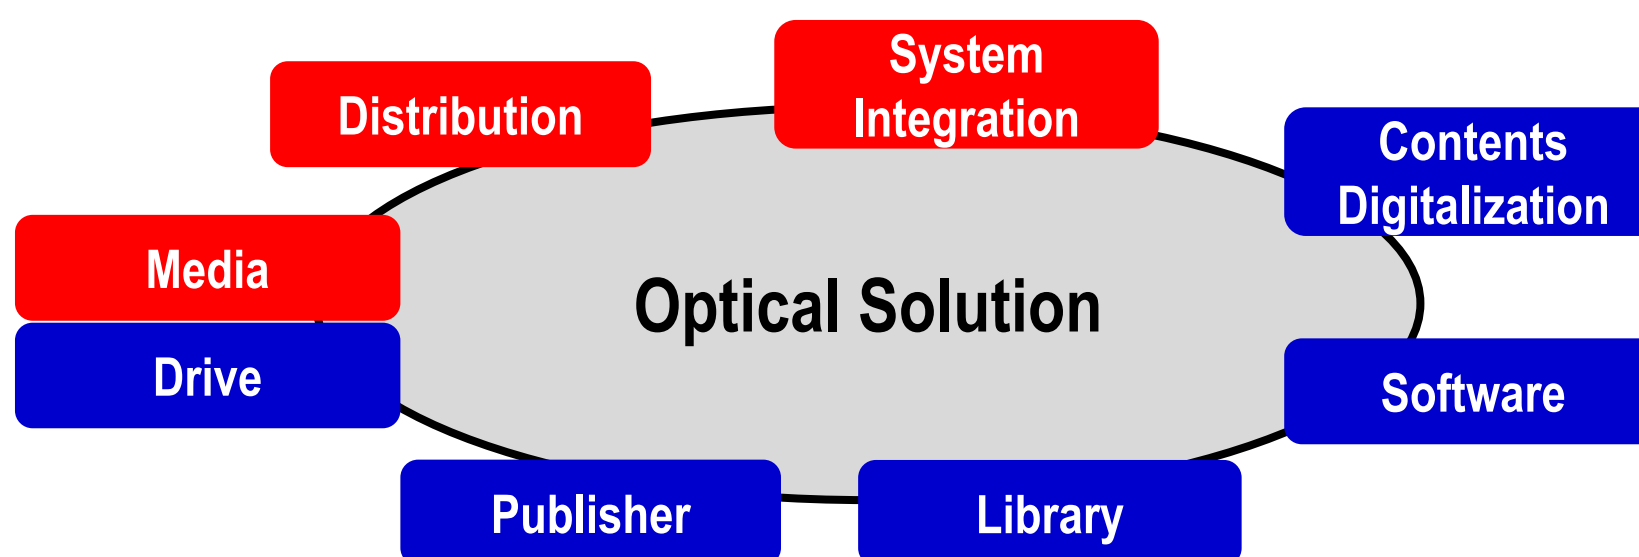 System
Integration
Distribution
Contents
Digitalization
Media
Optical Solution
Drive
Software
Publisher
Library